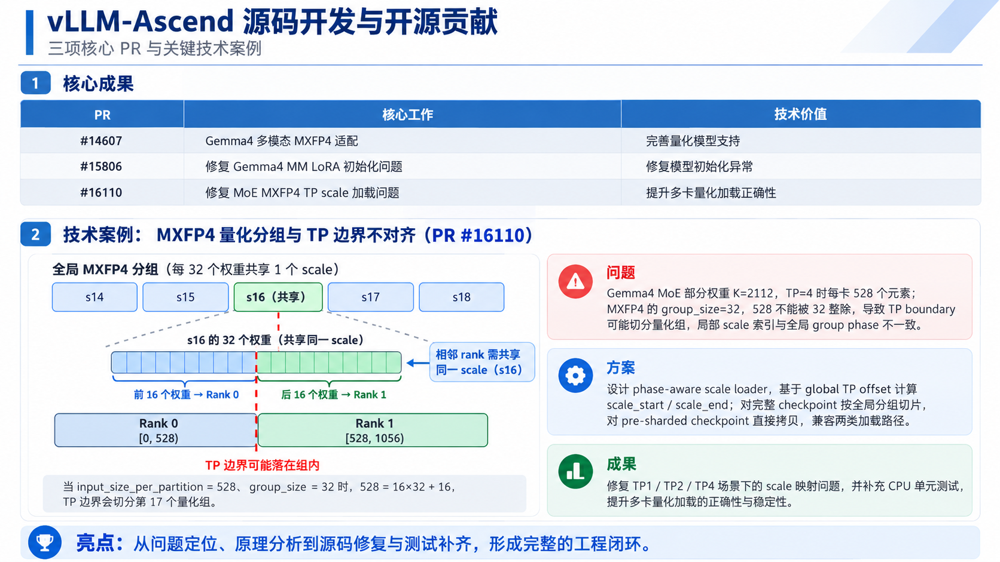 vLLM-Ascend 源码开发与开源贡献
三项核心 PR 与关键技术案例
1 核心成果
PR 核心工作 技术价值
#14607 Gemma4 多模态 MXFP4 适配 完善量化模型支持
#15806 修复 Gemma4 MM LoRA 初始化问题 修复模型初始化异常
#16110 修复 MoE MXFP4 TP scale 加载问题 提升多卡量化加载正确性
2 技术案例： MXFP4 量化分组与 TP 边界不对齐（PR #16110）
全局 MXFP4 分组（每 32 个权重共享 1 个 scale）
s14 s15 s16（共享） s17 s18
s16 的 32 个权重（共享同一 scale）
相邻 rank 需共享
同一 scale（s16）
前 16 个权重 → Rank 0 后 16 个权重 → Rank 1
Rank 0
[0, 528)
Rank 1
[528, 1056)
TP 边界可能落在组内
当 input_size_per_partition = 528、group_size = 32 时，528 = 16×32 + 16，
TP 边界会切分第 17 个量化组。
问题
Gemma4 MoE 部分权重 K=2112，TP=4 时每卡 528 个元素；
MXFP4 的 group_size=32，528 不能被 32 整除，导致 TP boundary
可能切分量化组，局部 scale 索引与全局 group phase 不一致。
方案
设计 phase-aware scale loader，基于 global TP offset 计算
scale_start / scale_end；对完整 checkpoint 按全局分组切片，
对 pre-sharded checkpoint 直接拷贝，兼容两类加载路径。
成果
修复 TP1 / TP2 / TP4 场景下的 scale 映射问题，并补充 CPU 单元测试，
提升多卡量化加载的正确性与稳定性。
亮点：从问题定位、原理分析到源码修复与测试补齐，形成完整的工程闭环。